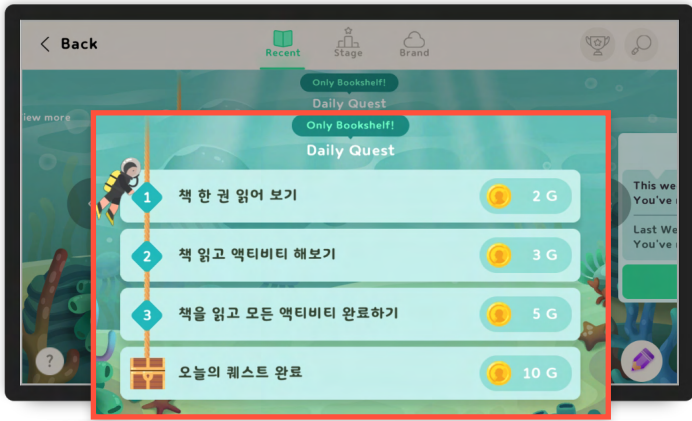 Back
Recent
Stage
Brand
Only Bookshelf!
Daily Quest
iew more
Only Bookshelf!
Daily Quest
1
책 한 권 읽어 보기
2 G
2
책 읽고 액티비티 해보기
3 G
3
책을 읽고 모든 액티비티 완료하기
5 G
오늘의 퀘스트 완료
10 G
This we
You've
Last We
You've
?